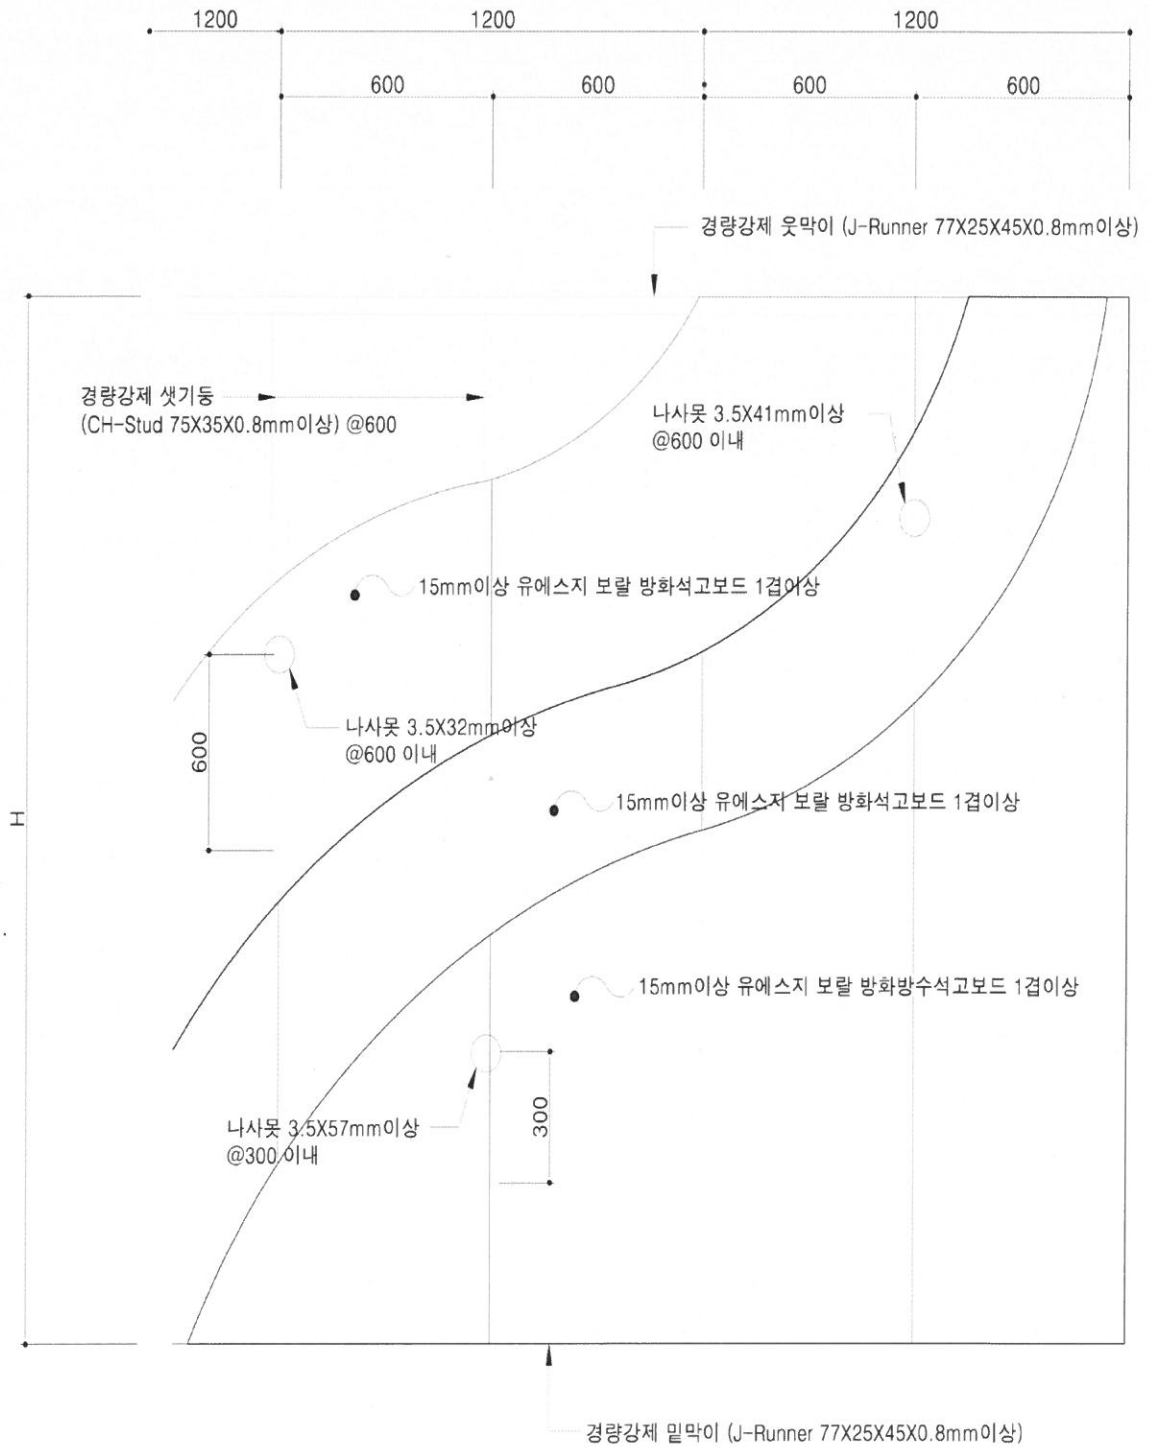 1200
1200
1200
600
600
600
600
경량강제 웃막이 (J-Runner 77X25X45X0.8mm이상)
경량강제 샛기둥
(CH-Stud 75X35X0.8mm이상) @600
나사못 3.5X41mm이상
@600 이내
15mm이상 유에스지 보랄 방화석고보드 1겹이상
나사못 3.5X32mm이상
@600 이내
600
H
15mm이상 유에스지 보랄 방화석고보드 1겹이상
15mm이상 유에스지 보랄 방화방수석고보드 1겹이상
나사못 3.5X57mm이상
@300 이내
300
경량강제 밑막이 (J-Runner 77X25X45X0.8mm이상)